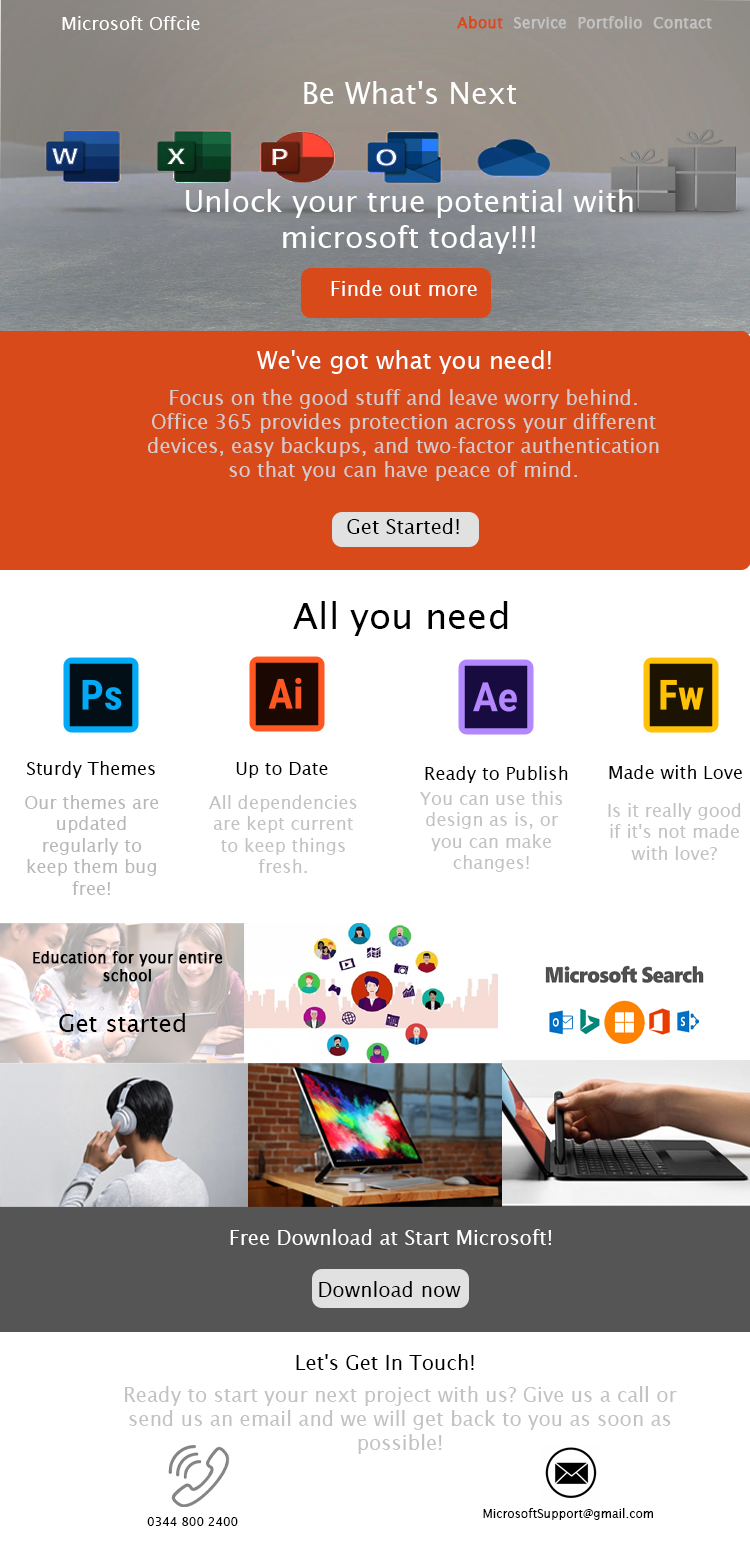 Microsoft Offcie
About Service Portfolio Contact
Be What's Next
W X P O
Unlock your true potential with
microsoft today!!!
Finde out more
We've got what you need!
Focus on the good stuff and leave worry behind.
Office 365 provides protection across your different
devices, easy backups, and two-factor authentication
so that you can have peace of mind.
Get Started!
All you need
Ps Ai Ae Fw
Sturdy Themes
Our themes are
updated
regularly to
keep them bug
free!
Up to Date
All dependencies
are kept current
to keep things
fresh.
Ready to Publish
You can use this
design as is, or
you can make
changes!
Made with Love
Is it really good
if it's not made
with love?
Education for your entire
school
Get started
Microsoft Search
Free Download at Start Microsoft!
Download now
Let's Get In Touch!
Ready to start your next project with us? Give us a call or
send us an email and we will get back to you as soon as
possible!
0344 800 2400
MicrosoftSupport@gmail.com